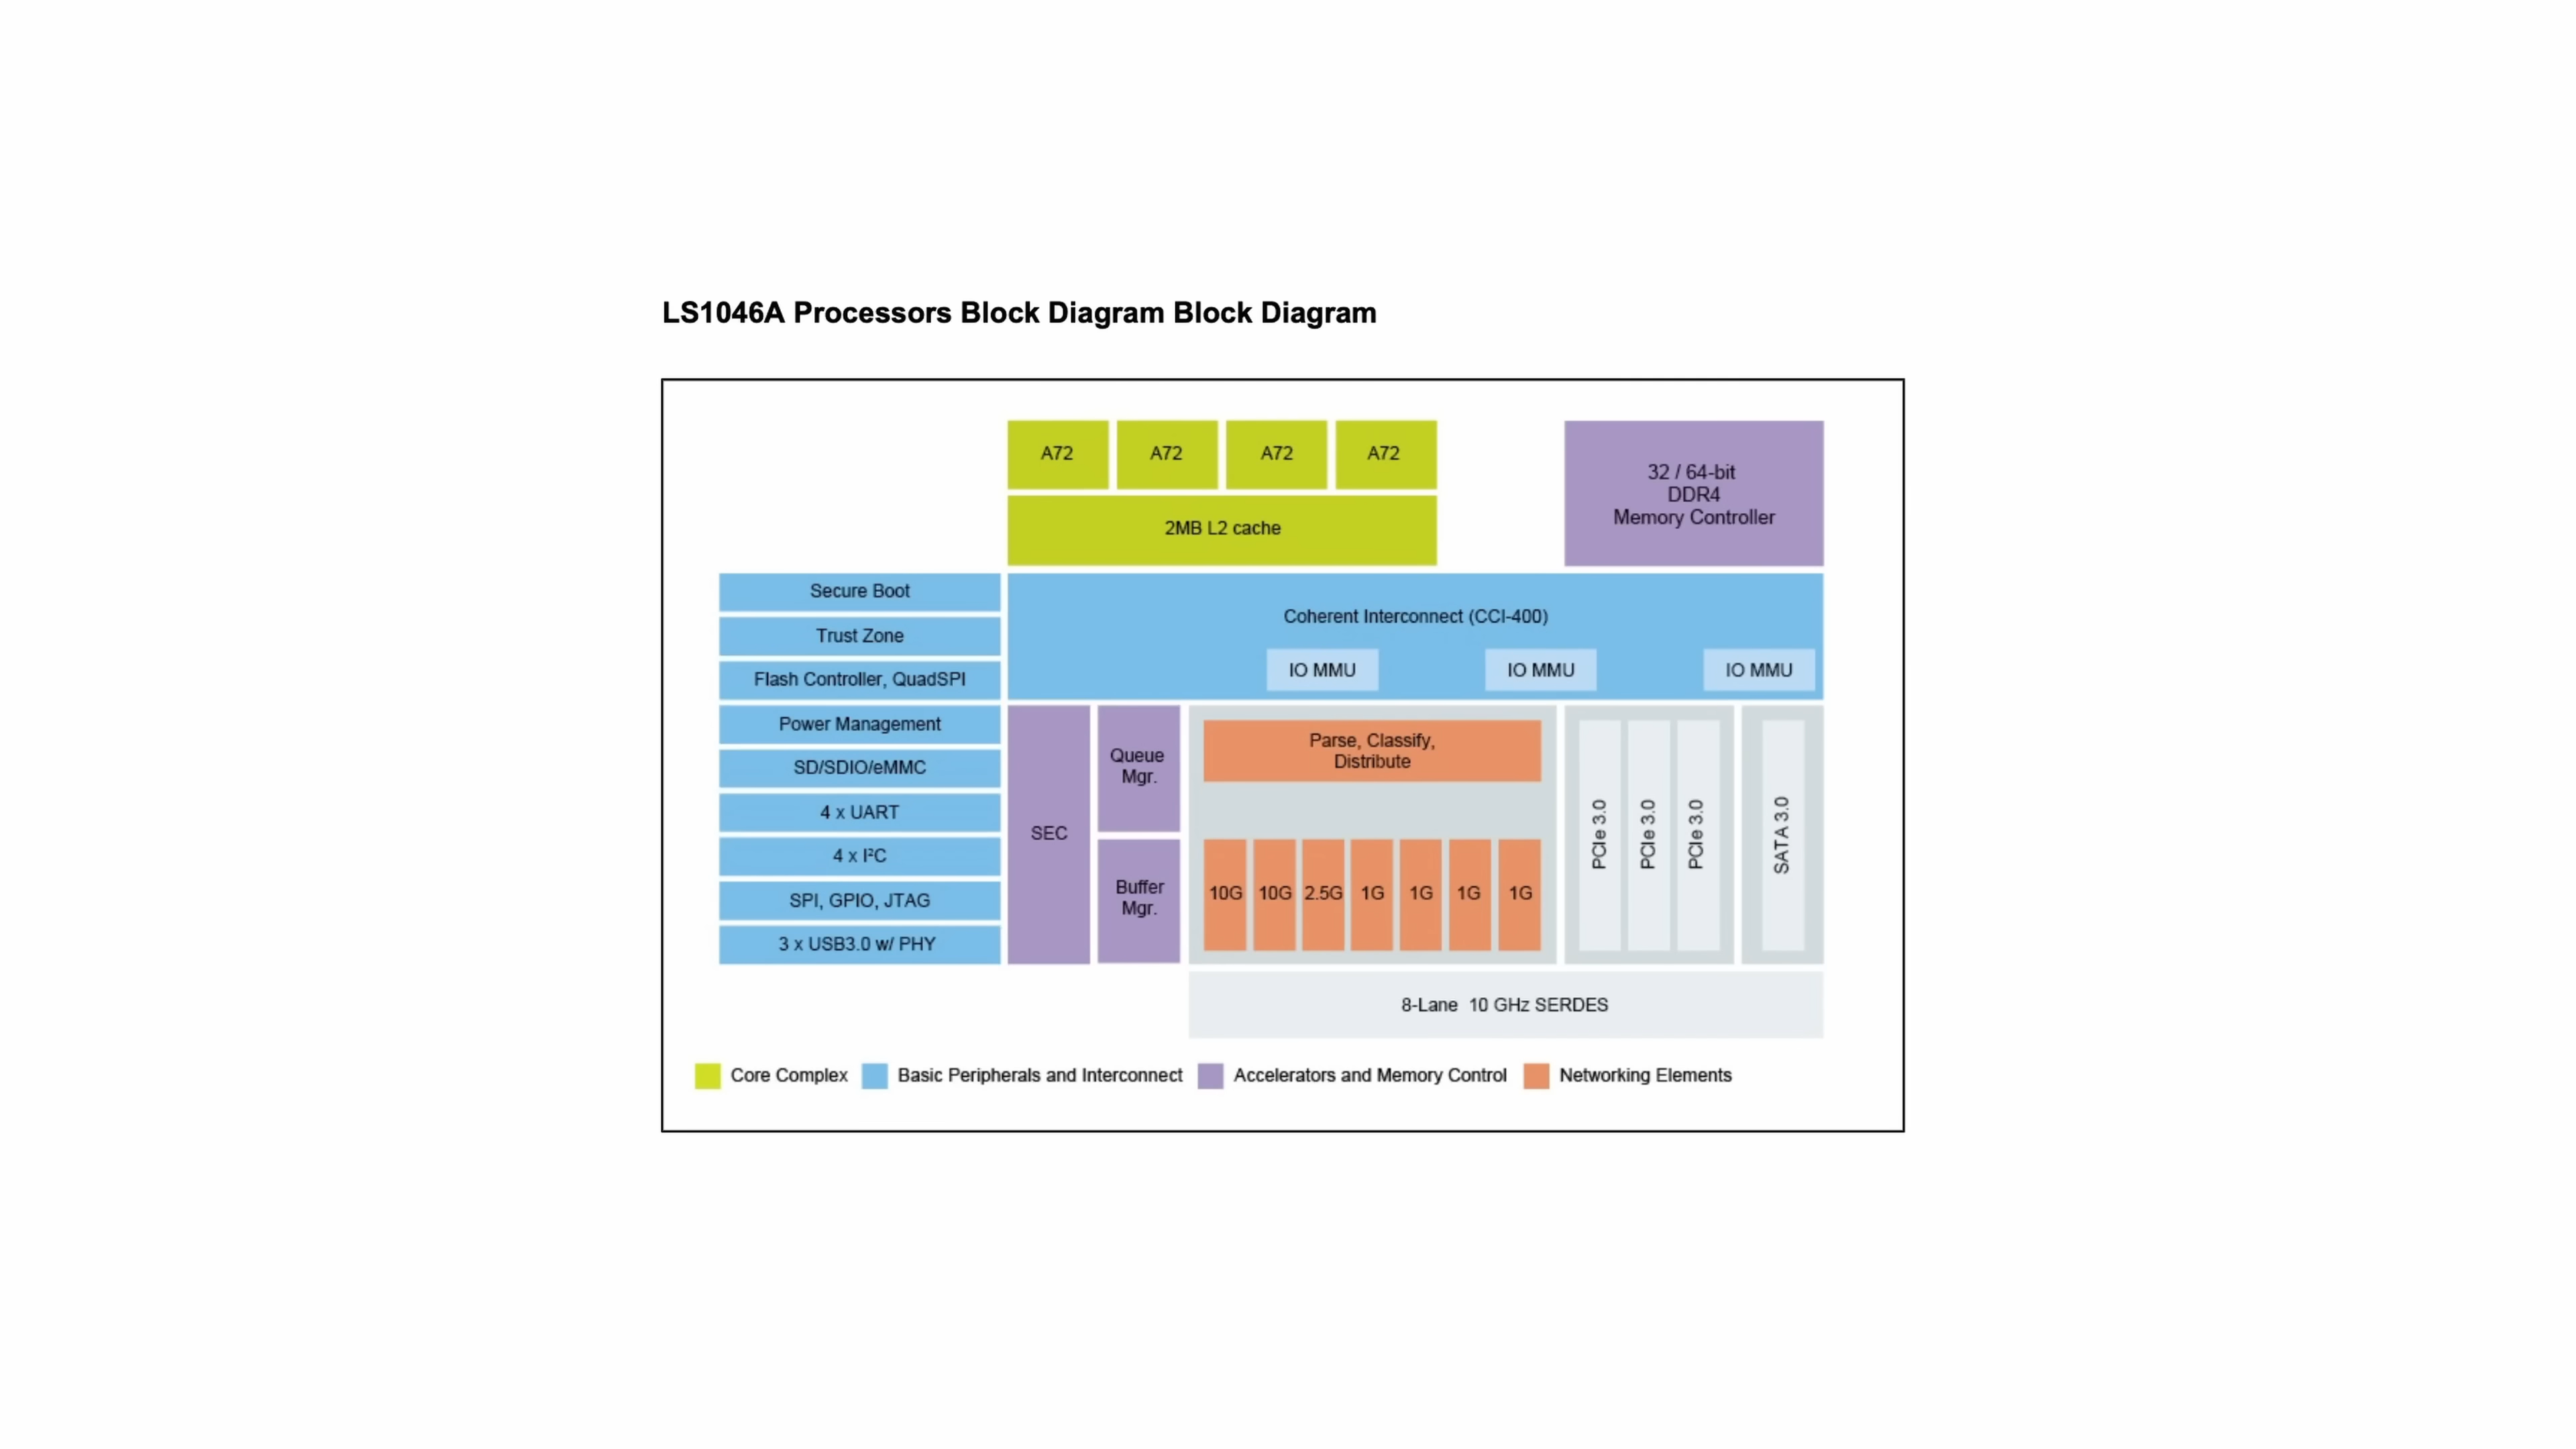 LS1046A Processors Block Diagram Block Diagram
A72
A72
A72
A72
2MB L2 cache
32 / 64-bit
DDR4
Memory Controller
Secure Boot
Trust Zone
Flash Controller, QuadSPI
Power Management
SD/SDIO/eMMC
4 x UART
4 x I²C
SPI, GPIO, JTAG
3 x USB3.0 w/ PHY
Coherent Interconnect (CCI-400)
IO MMU
IO MMU
IO MMU
SEC
Queue
Mgr.
Buffer
Mgr.
Parse, Classify,
Distribute
10G
10G
2.5G
1G
1G
1G
1G
PCIe 3.0
PCIe 3.0
PCIe 3.0
SATA 3.0
8-Lane 10 GHz SERDES
Core Complex
Basic Peripherals and Interconnect
Accelerators and Memory Control
Networking Elements